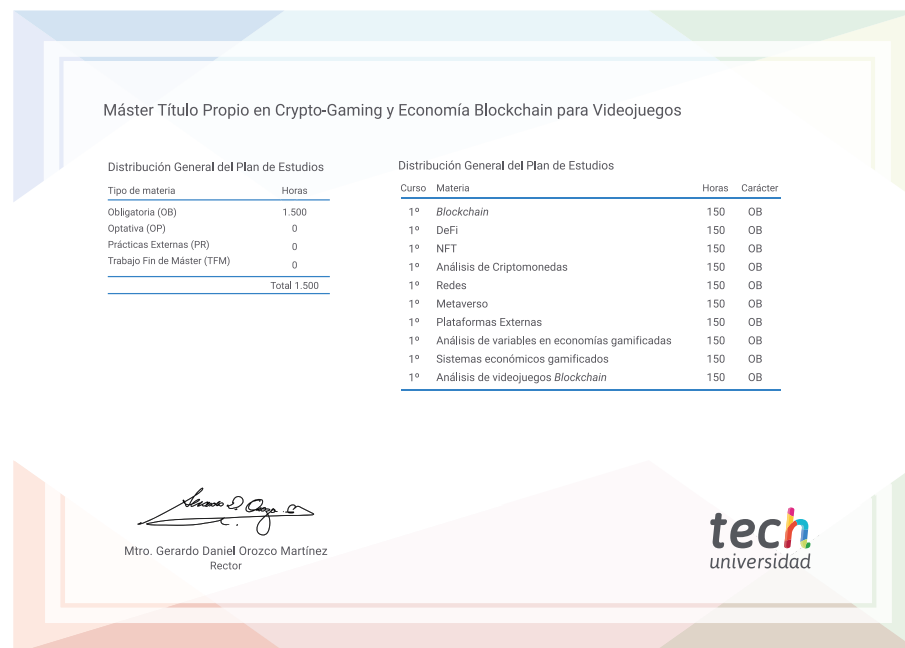 Máster Título Propio en Crypto-Gaming y Economía Blockchain para Videojuegos
Distribución General del Plan de Estudios
Tipo de materia Horas
Obligatoria (OB) 1.500
Optativa (OP) 0
Prácticas Externas (PR) 0
Trabajo Fin de Máster (TFM) 0
Total 1.500
Distribución General del Plan de Estudios
Curso Materia Horas Carácter
1º Blockchain 150 OB
1º DeFi 150 OB
1º NFT 150 OB
1º Análisis de Criptomonedas 150 OB
1º Redes 150 OB
1º Metaverso 150 OB
1º Plataformas Externas 150 OB
1º Análisis de variables en economías gamificadas 150 OB
1º Sistemas económicos gamificados 150 OB
1º Análisis de videojuegos Blockchain 150 OB
Mtro. Gerardo Daniel Orozco Martínez
Rector
tech
universidad